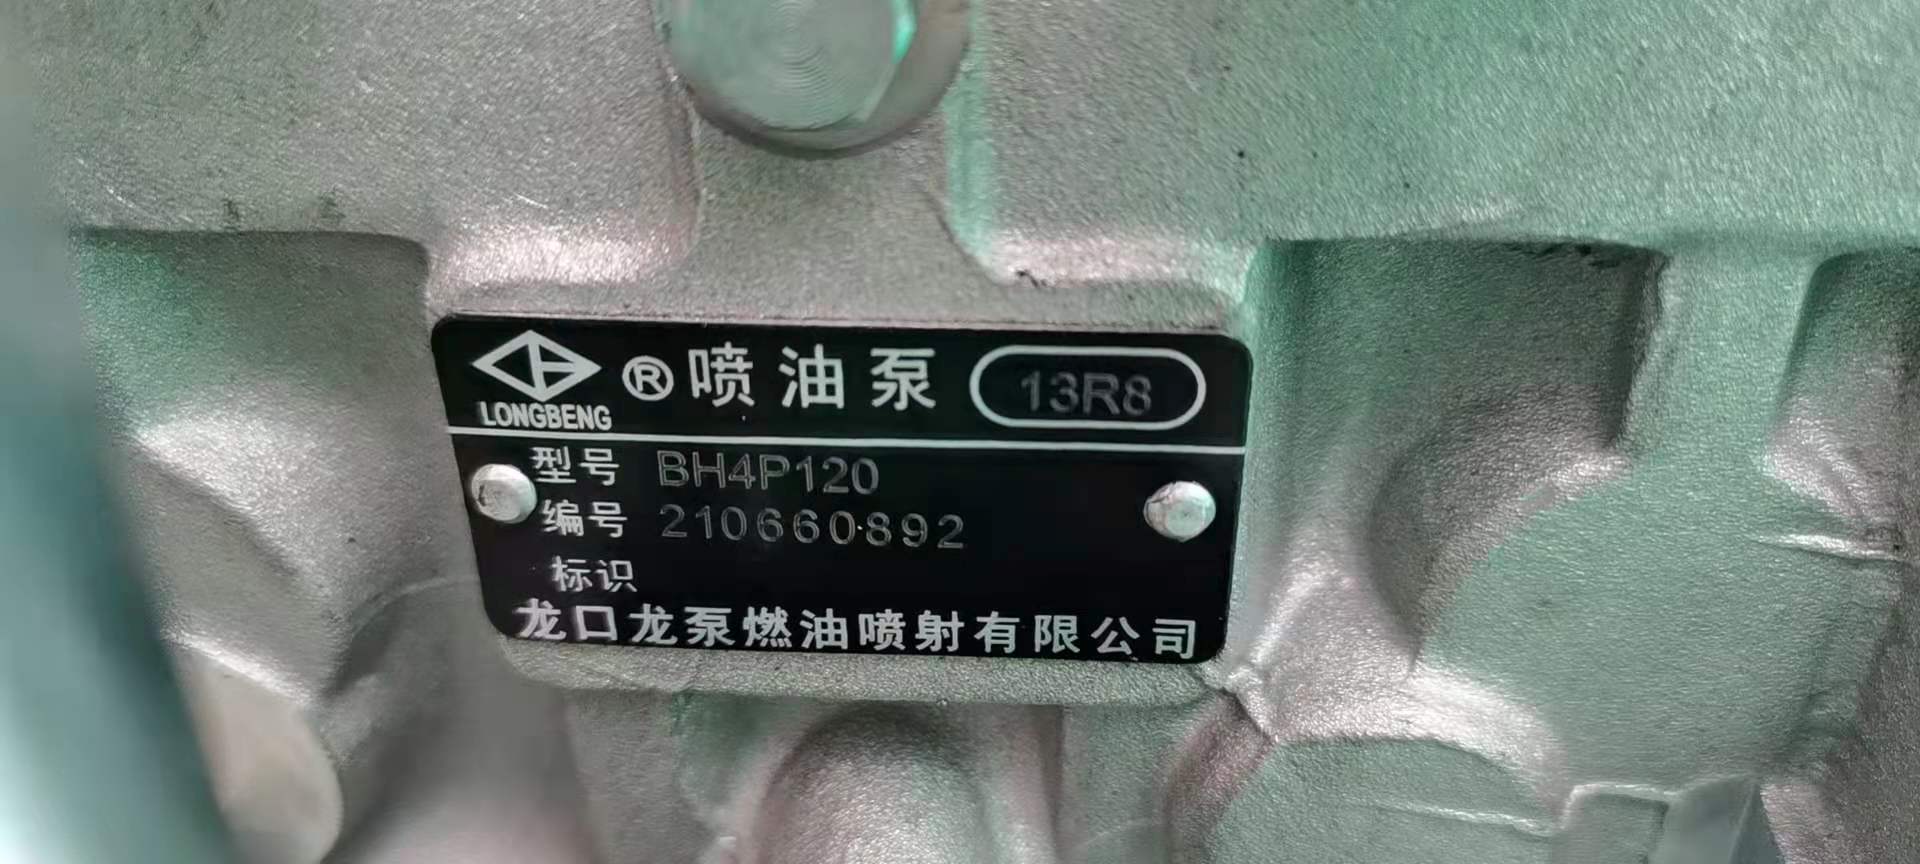 LONGBENG ® 喷油泵 13R8
型号 BH4P120
编号 210660892
标识
龙口龙泵燃油喷射有限公司